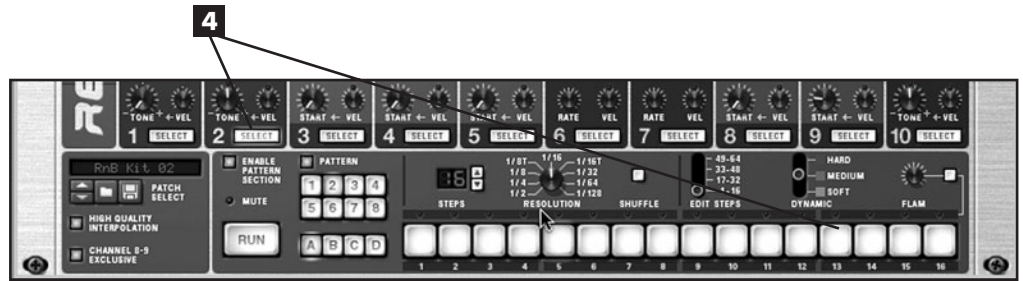 4
RE
TONE VEL TONE VEL START VEL START VEL START VEL RATE VEL RATE VEL START VEL START VEL TONE VEL
1 SELECT 2 SELECT 3 SELECT 4 SELECT 5 SELECT 6 SELECT 7 SELECT 8 SELECT 9 SELECT 10 SELECT
RnB Kit 02
PATCH
SELECT
HIGH QUALITY
INTERPOLATION
CHANNEL 8-9
EXCLUSIVE
ENABLE
PATTERN
SECTION
MUTE
RUN
PATTERN
1 2 3 4
5 6 7 8
A B C D
16
STEPS
1/16
1/8T 1/16T
1/8 1/32
1/4 1/64
1/2 1/128
RESOLUTION
SHUFFLE
49-64
33-48
17-32
1-16
EDIT STEPS
HARD
MEDIUM
SOFT
DYNAMIC
FLAM
1 2 3 4 5 6 7 8 9 10 11 12 13 14 15 16